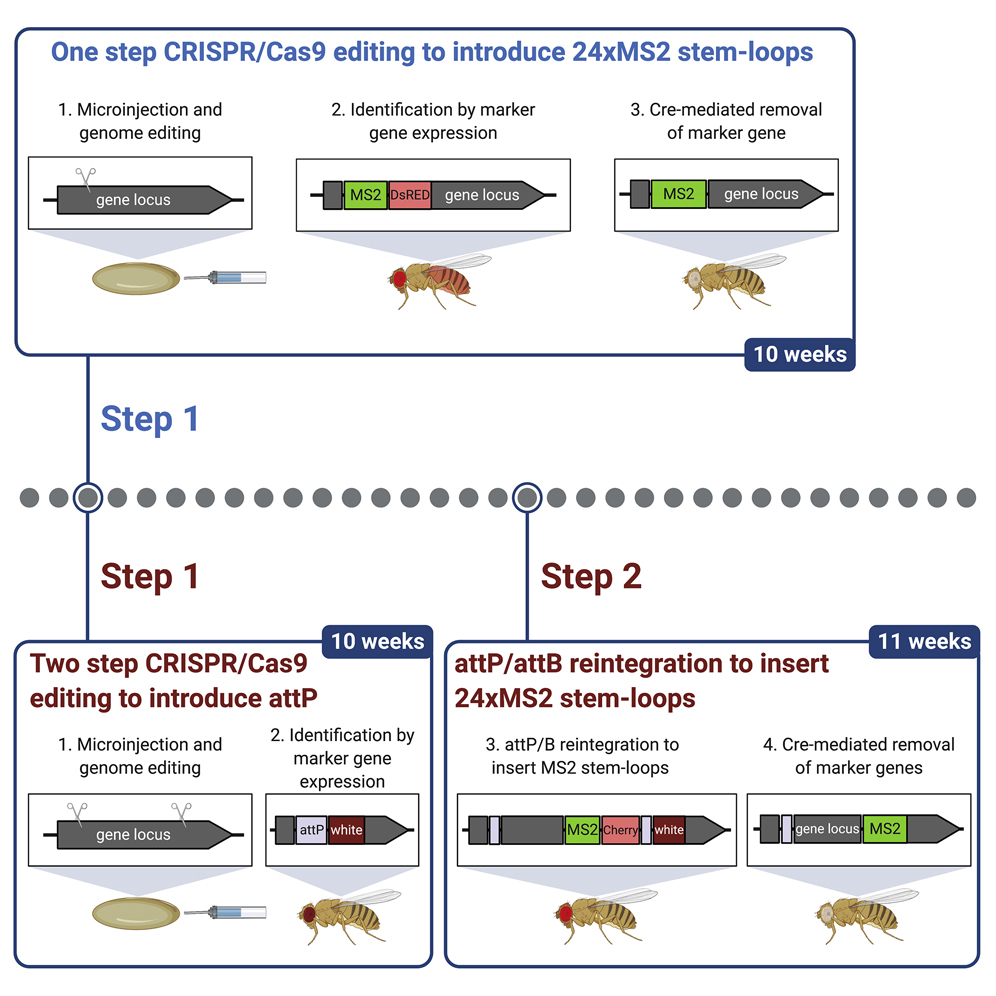 One step CRISPR/Cas9 editing to introduce 24xMS2 stem-loops
1. Microinjection and
genome editing
2. Identification by marker
gene expression
3. Cre-mediated removal
of marker gene
gene locus
MS2
DsRED
gene locus
MS2
gene locus
10 weeks
Step 1
Step 1
Step 2
10 weeks
Two step CRISPR/Cas9
editing to introduce attP
1. Microinjection and
genome editing
2. Identification by
marker gene
expression
gene locus
attP
white
11 weeks
attP/attB reintegration to insert
24xMS2 stem-loops
3. attP/B reintegration to
insert MS2 stem-loops
4. Cre-mediated removal
of marker genes
MS2
Cherry
white
gene locus
MS2